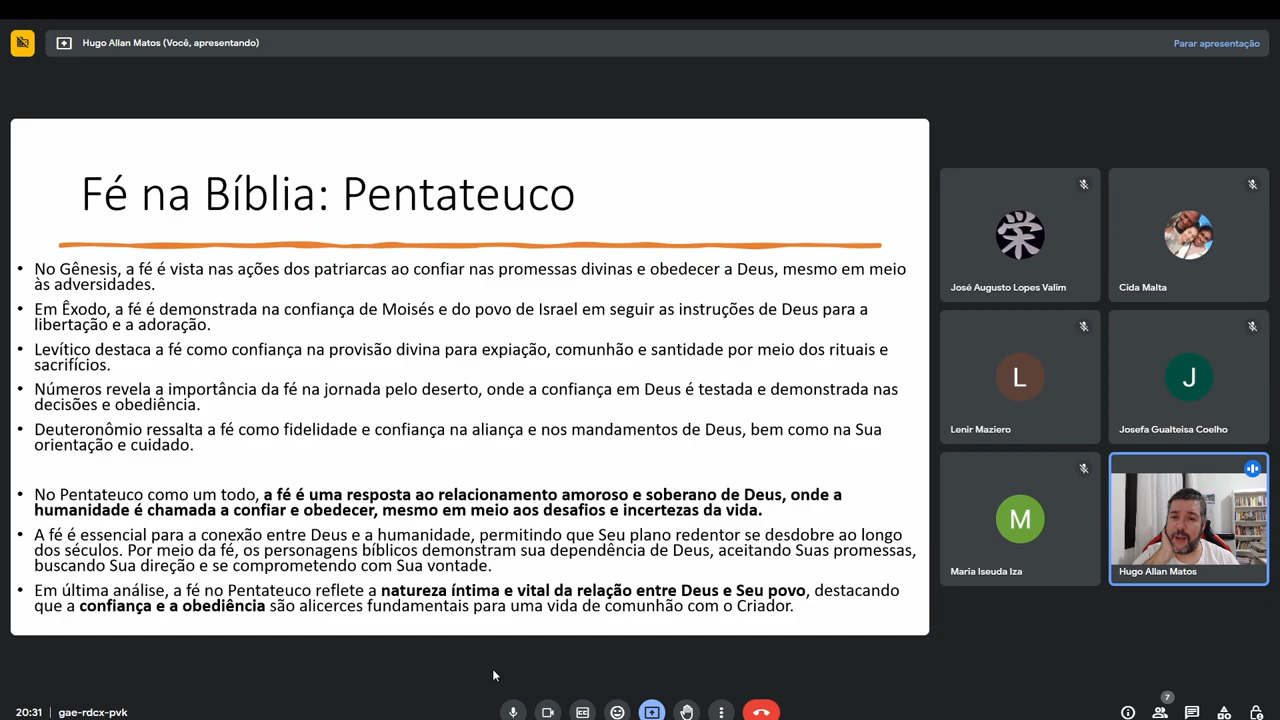 Hugo Allan Matos (Você, apresentando)
Parar apresentação
Fé na Bíblia: Pentateuco
• No Gênesis, a fé é vista nas ações dos patriarcas ao confiar nas promessas divinas e obedecer a Deus, mesmo em meio
às adversidades.
• Em Êxodo, a fé é demonstrada na confiança de Moisés e do povo de Israel em seguir as instruções de Deus para a
libertação e a adoração.
• Levítico destaca a fé como confiança na provisão divina para expiação, comunhão e santidade por meio dos rituais e
sacrifícios.
• Números revela a importância da fé na jornada pelo deserto, onde a confiança em Deus é testada e demonstrada nas
decisões e obediência.
• Deuteronômio ressalta a fé como fidelidade e confiança na aliança e nos mandamentos de Deus, bem como na Sua
orientação e cuidado.
• No Pentateuco como um todo, a fé é uma resposta ao relacionamento amoroso e soberano de Deus, onde a
humanidade é chamada a confiar e obedecer, mesmo em meio aos desafios e incertezas da vida.
• A fé é essencial para a conexão entre Deus e a humanidade, permitindo que Seu plano redentor se desdobre ao longo
dos séculos. Por meio da fé, os personagens bíblicos demonstram sua dependência de Deus, aceitando Suas promessas,
buscando Sua direção e se comprometendo com Sua vontade.
• Em última análise, a fé no Pentateuco reflete a natureza íntima e vital da relação entre Deus e Seu povo, destacando
que a confiança e a obediência são alicerces fundamentais para uma vida de comunhão com o Criador.
栄
José Augusto Lopes Valim
Cida Malta
L
Lenir Maziero
J
Josefa Gualteisa Coelho
M
Maria Iseuda Iza
Hugo Allan Matos
20:31
gae-rdcx-pvk
7